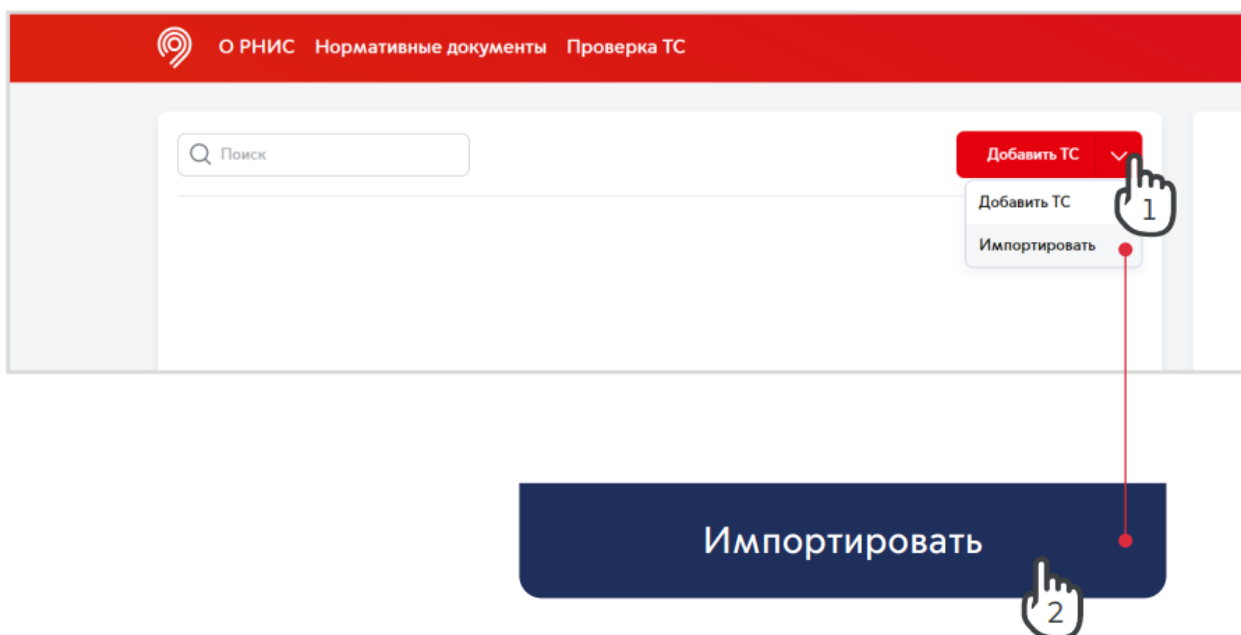 О РНИС Нормативные документы Проверка ТС
Поиск
Добавить ТС
Добавить ТС
1
Импортировать
Импортировать
2